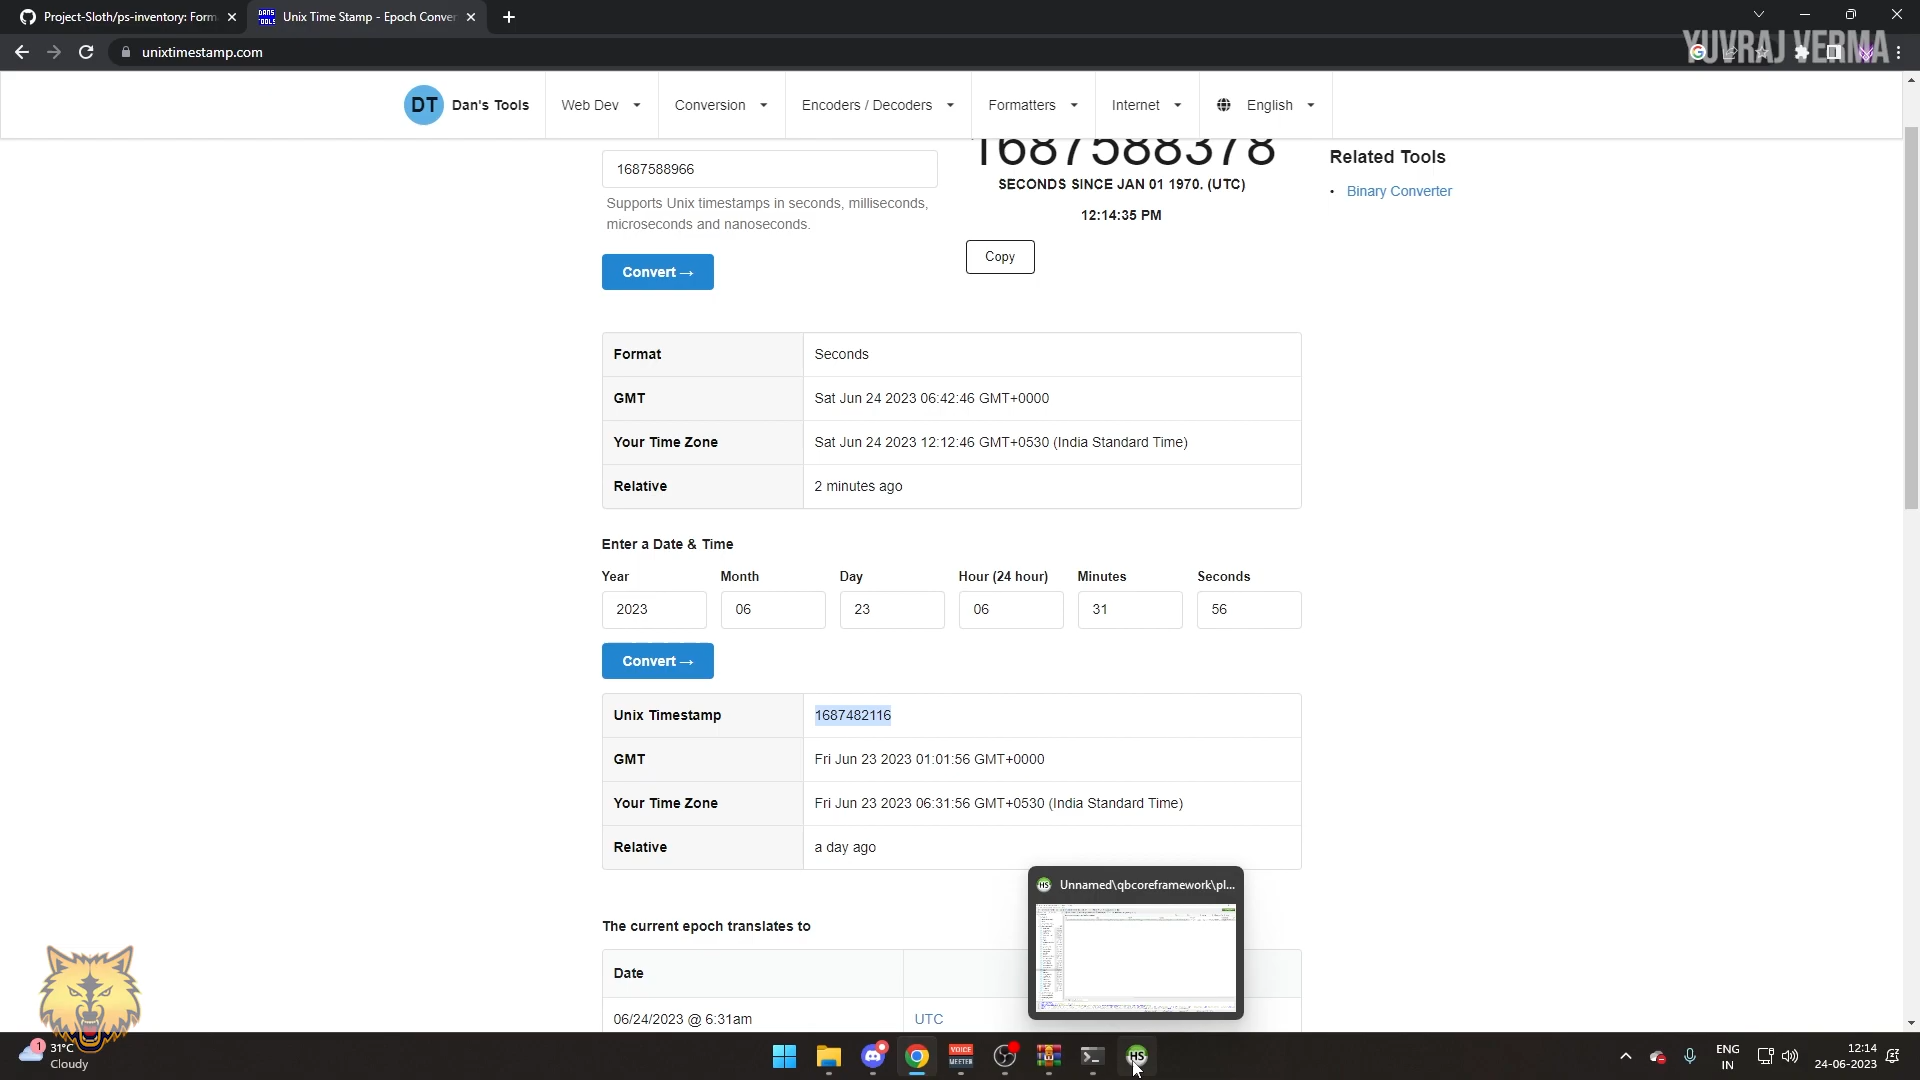 Project-Sloth/ps-inventory: Form
Unix Time Stamp - Epoch Conver
unixtimestamp.com
YUVRAJ VERMA
DT Dan's Tools
Web Dev
Conversion
Encoders / Decoders
Formatters
Internet
English
1687588966
1687588378
Related Tools
SECONDS SINCE JAN 01 1970. (UTC)
Binary Converter
Supports Unix timestamps in seconds, milliseconds,
microseconds and nanoseconds.
12:14:35 PM
Copy
Convert →
Format Seconds
GMT Sat Jun 24 2023 06:42:46 GMT+0000
Your Time Zone Sat Jun 24 2023 12:12:46 GMT+0530 (India Standard Time)
Relative 2 minutes ago
Enter a Date & Time
Year Month Day Hour (24 hour) Minutes Seconds
2023 06 23 06 31 56
Convert →
Unix Timestamp 1687482116
GMT Fri Jun 23 2023 01:01:56 GMT+0000
Your Time Zone Fri Jun 23 2023 06:31:56 GMT+0530 (India Standard Time)
Relative a day ago
HS Unnamed\qbcoreframework\pl...
The current epoch translates to
Date
06/24/2023 @ 6:31am UTC
1
31°C
Cloudy
VOICE
MEETER
HS
ENG
IN
12:14
24-06-2023